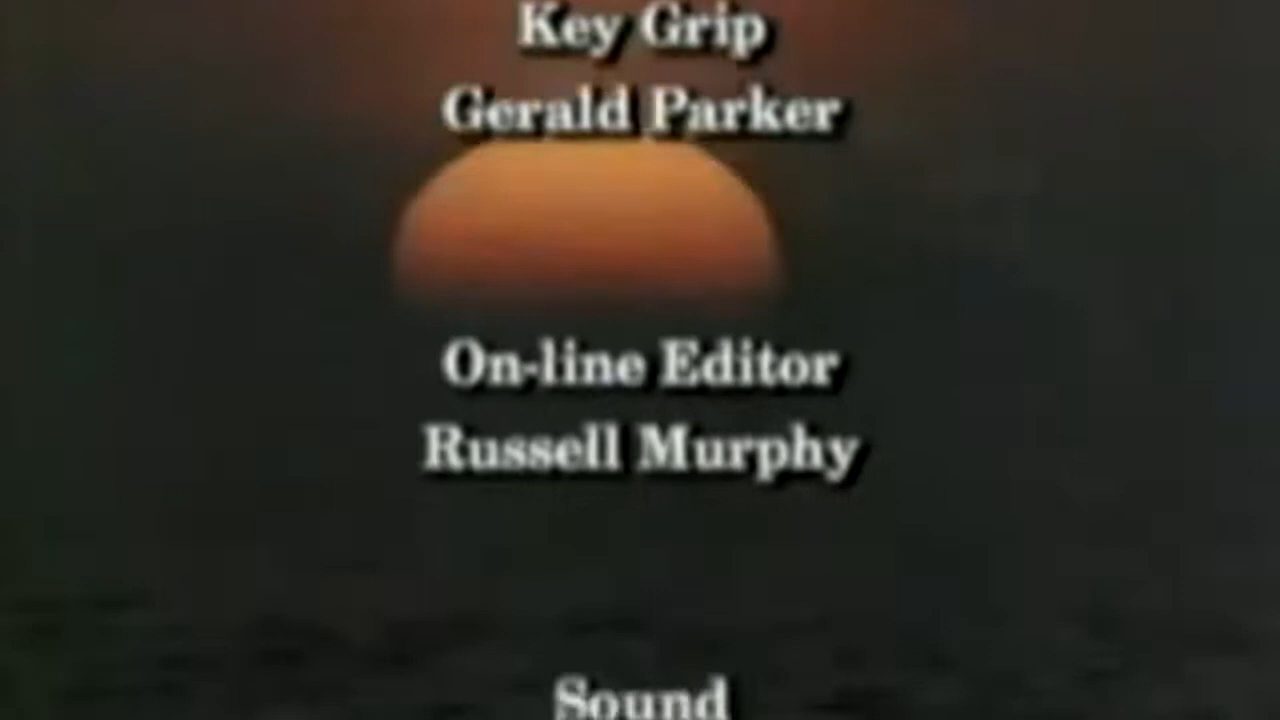 Key Grip
Gerald Parker
On-line Editor
Russell Murphy
Sound